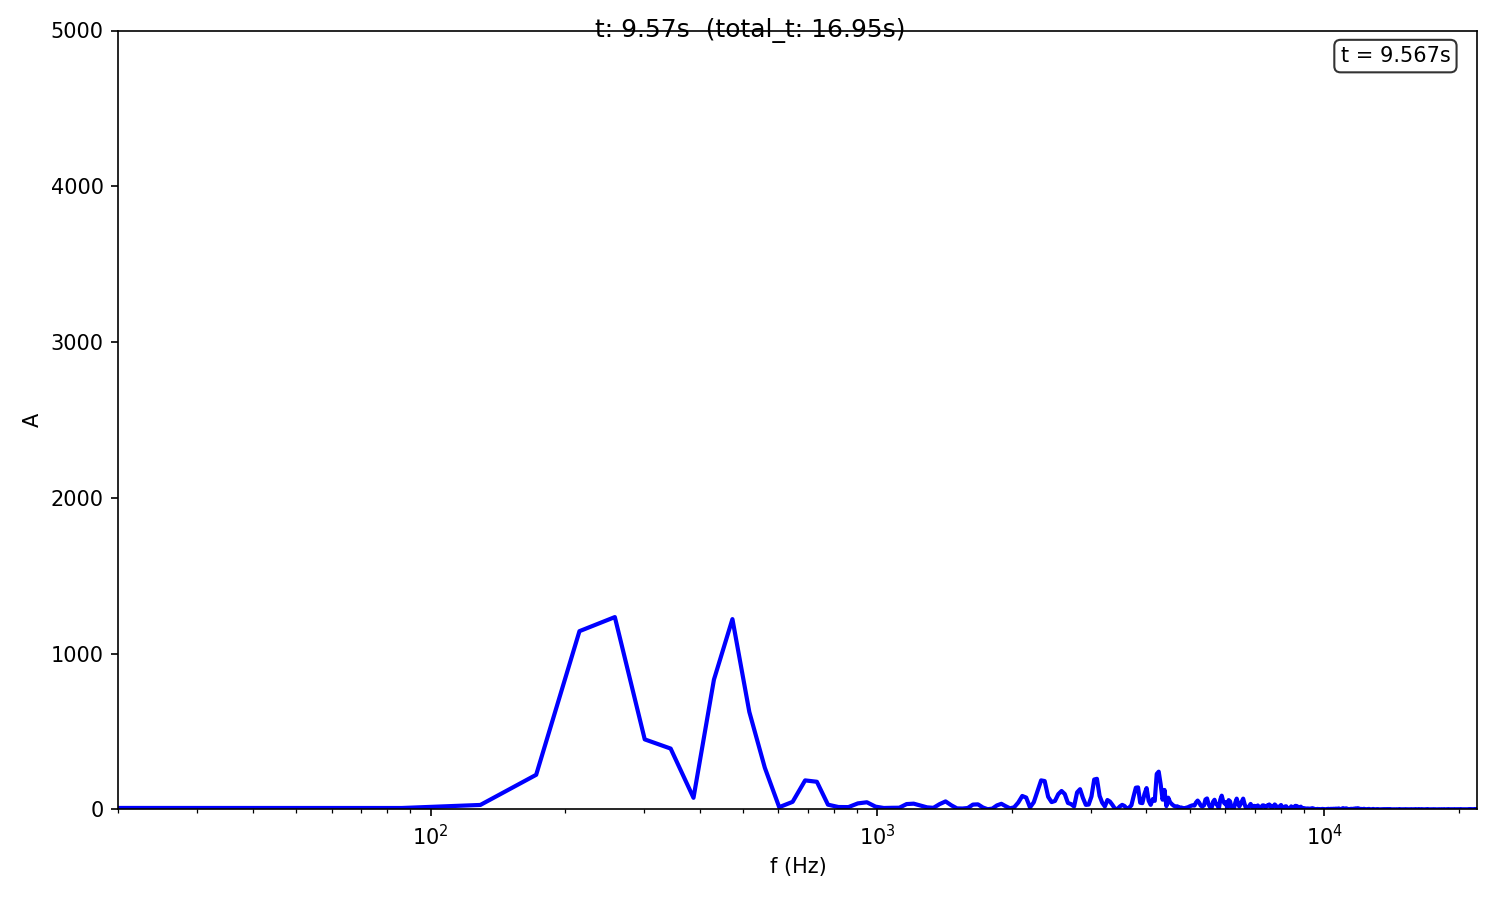 t: 9.57s (total_t: 16.95s)
t = 9.567s
5000
4000
3000
2000
1000
0
A
10² 10³ 10⁴
f (Hz)